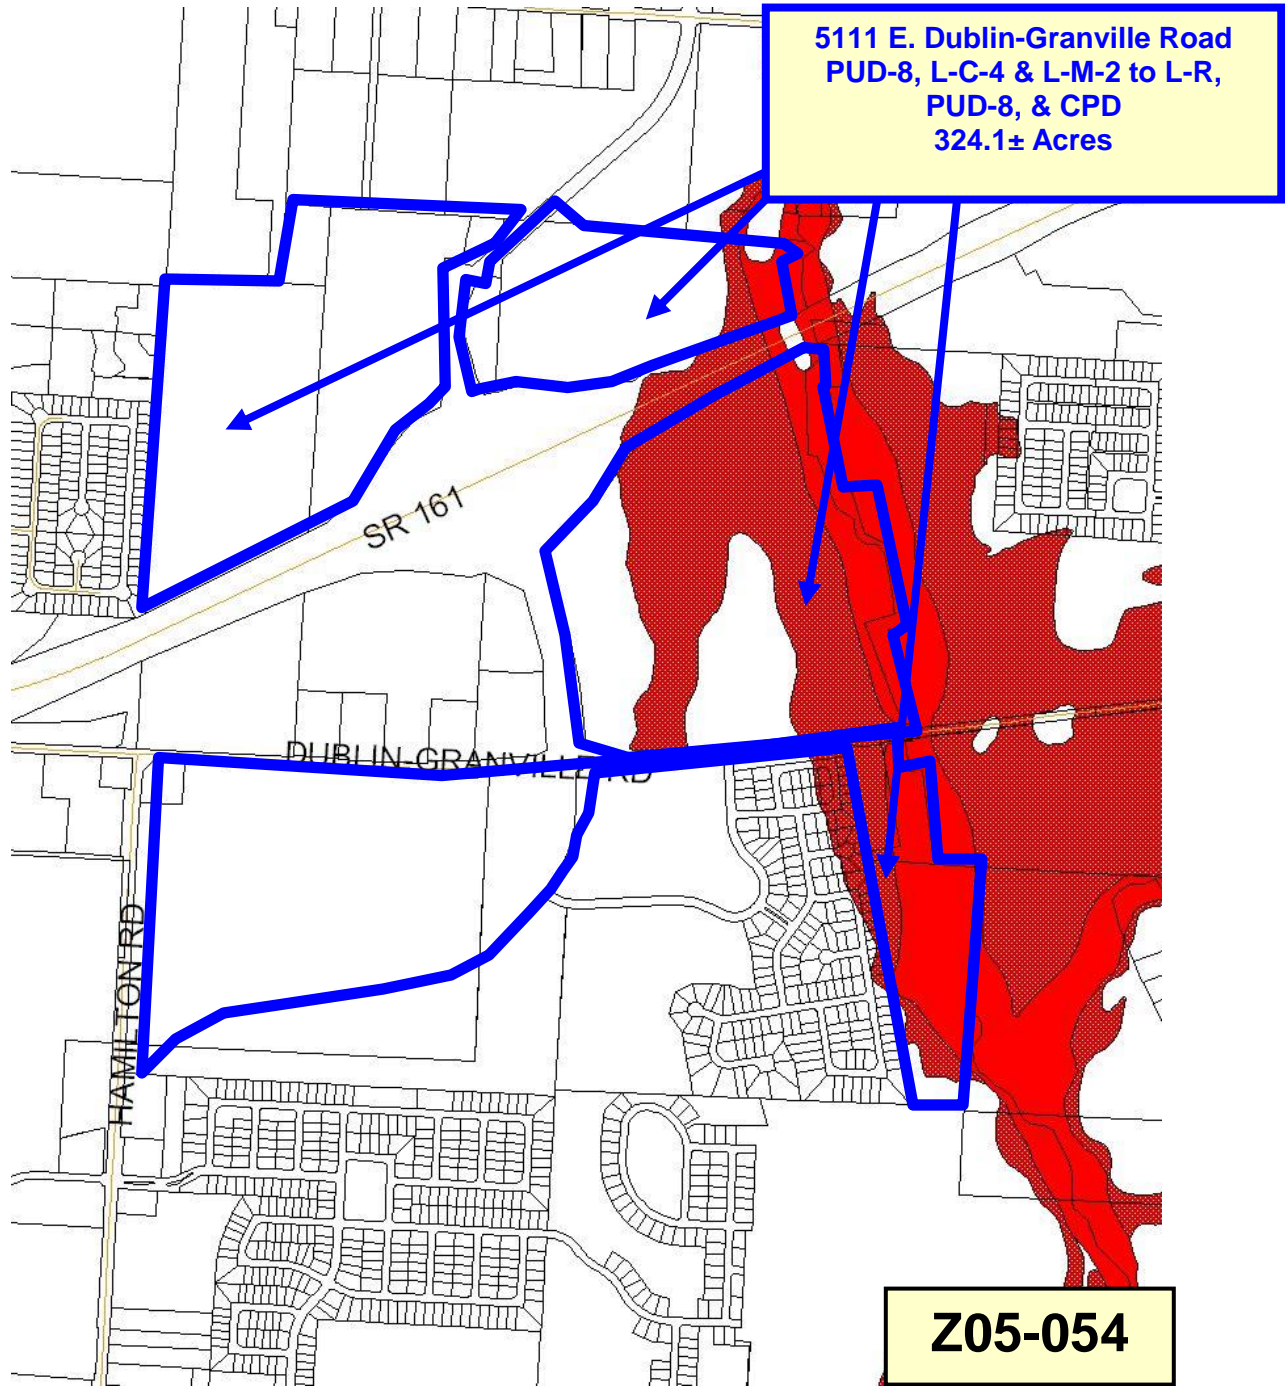 5111 E. Dublin-Granville Road
PUD-8, L-C-4 & L-M-2 to L-R,
PUD-8, & CPD
324.1± Acres
SR 161
DUBLIN-GRANVILLE RD
HAMILTON RD
Z05-054